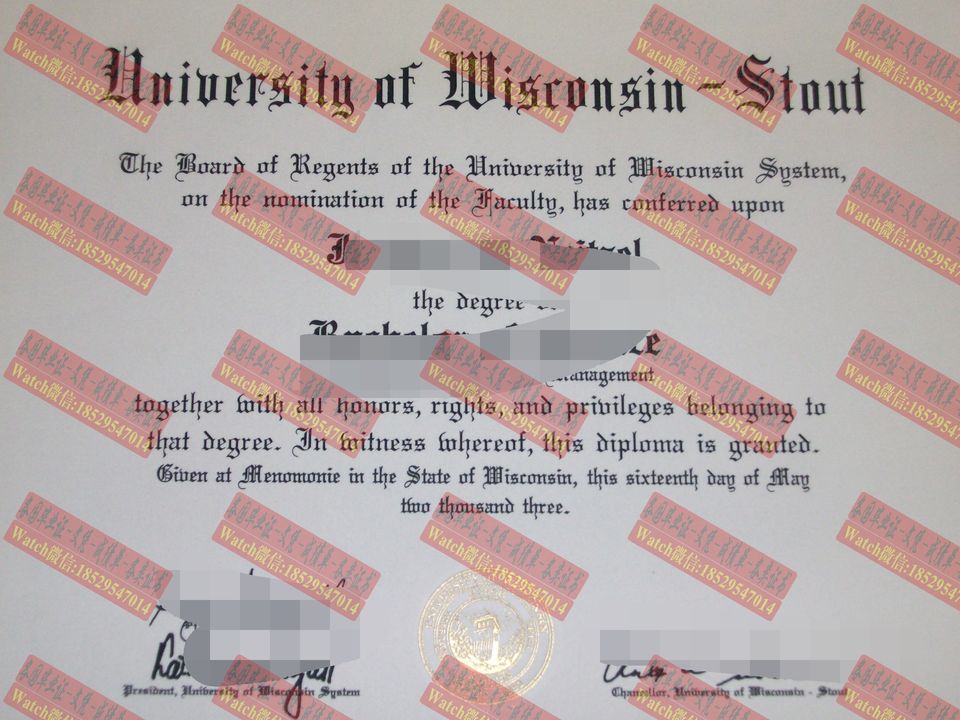 University of Wisconsin - Stout
The Board of Regents of the University of Wisconsin System,
on the nomination of the Faculty, has conferred upon
the degree
Management
together with all honors, rights, and privileges belonging to
that degree. In witness whereof, this diploma is granted.
Given at Menomonie in the State of Wisconsin, this sixteenth day of May
two thousand three.
President, University of Wisconsin System
Chancellor, University of Wisconsin - Stout
Watch微信:18529547014